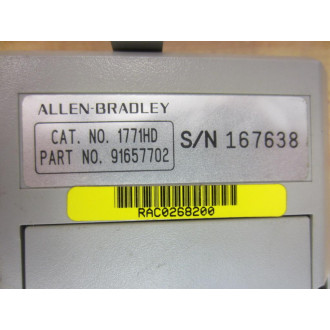 ALLEN-BRADLEY
CAT. NO. 1771HD
PART NO. 91657702
S/N 167638
RAC0268200